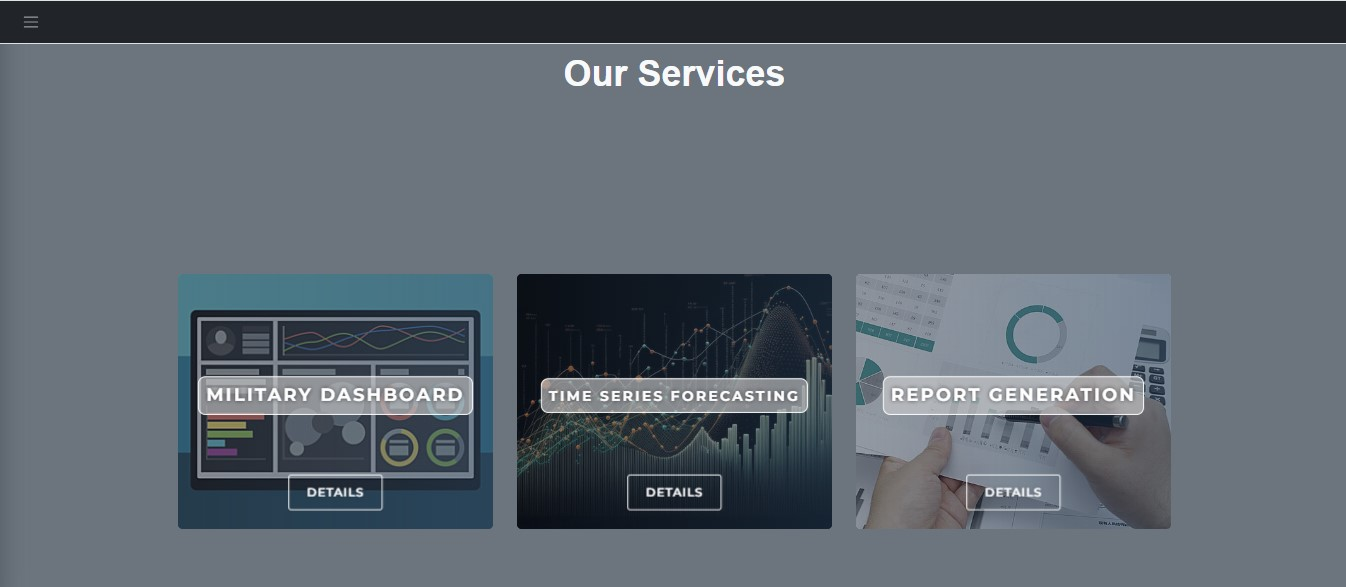 Our Services
MILITARY DASHBOARD
TIME SERIES FORECASTING
REPORT GENERATION
DETAILS
DETAILS
DETAILS